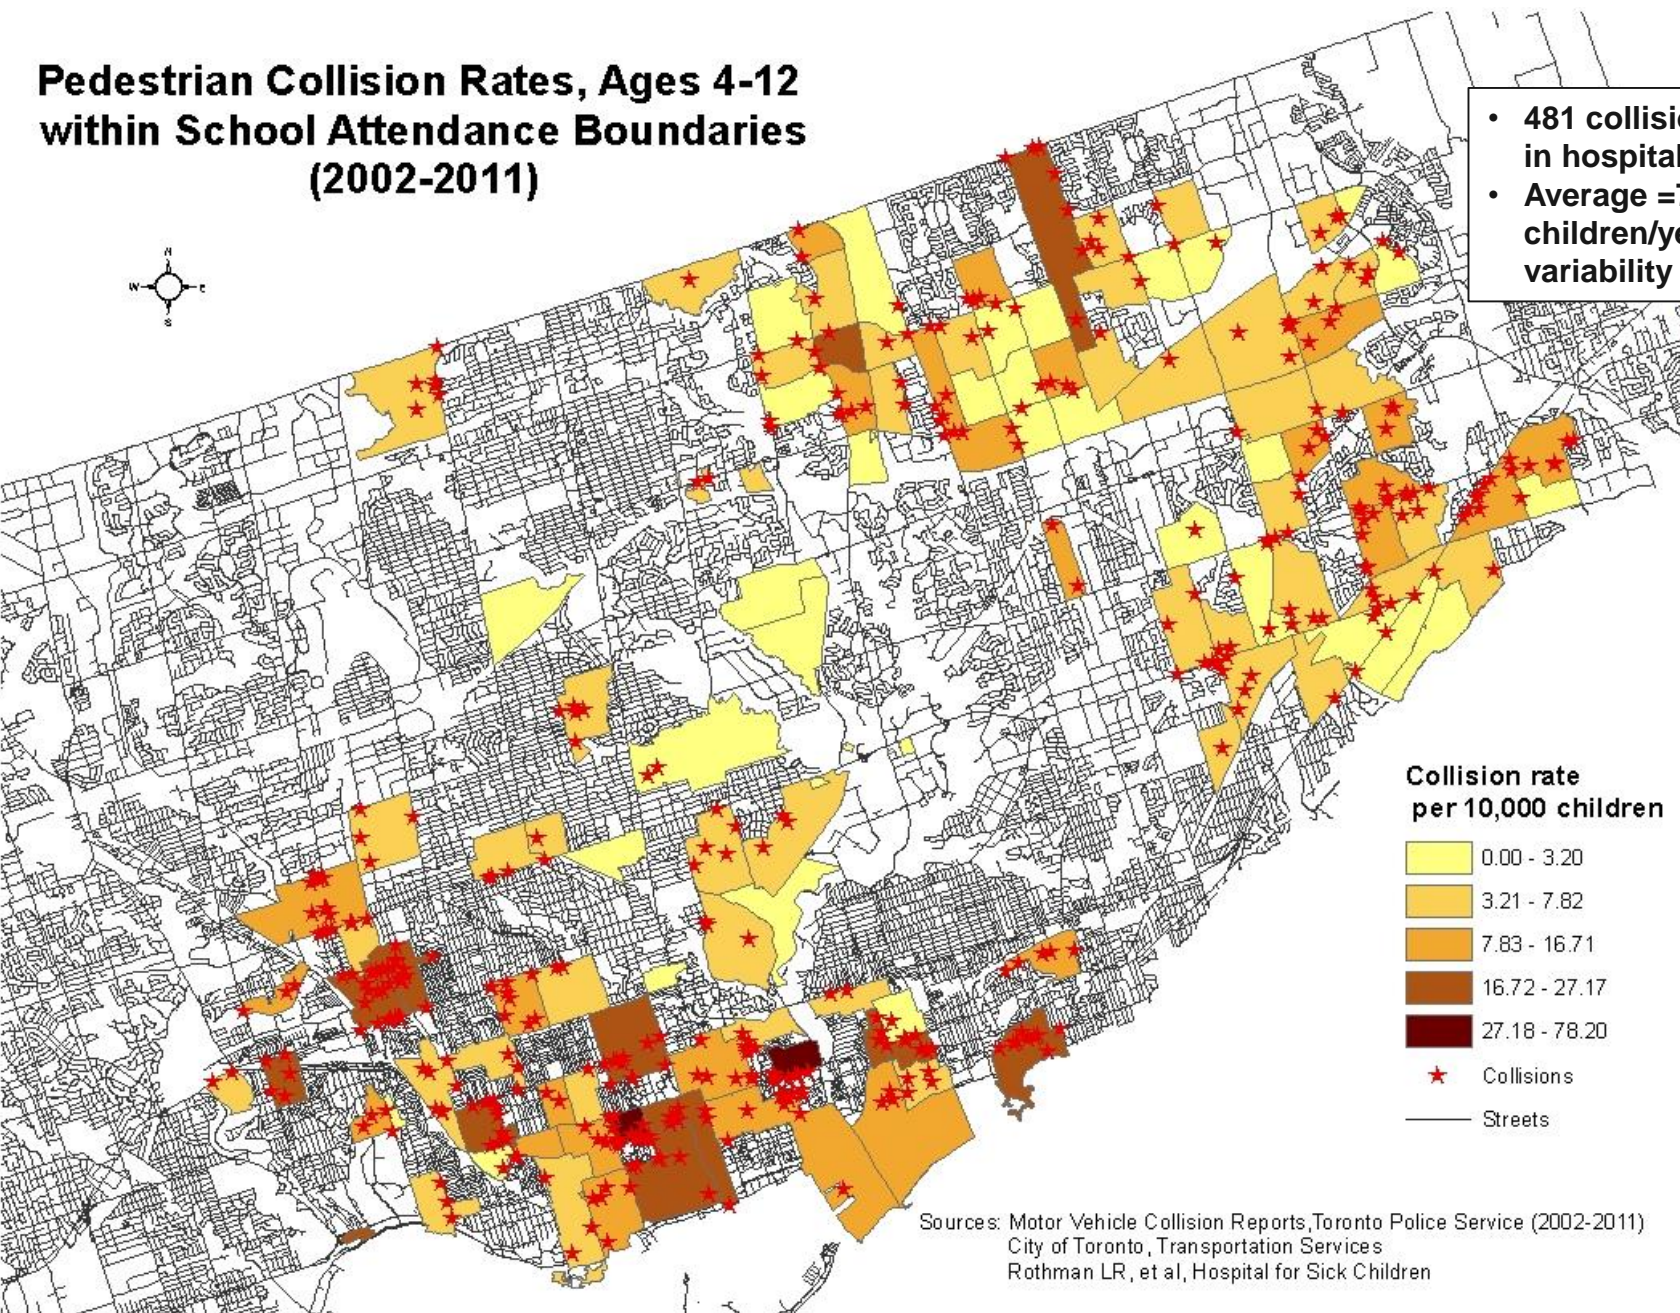 Pedestrian Collision Rates, Ages 4-12
within School Attendance Boundaries
(2002-2011)
N
W
E
S
• 481 collisi
in hospital
• Average =
children/y
variability
Collision rate
per 10,000 children
0.00 - 3.20
3.21 - 7.82
7.83 - 16.71
16.72 - 27.17
27.18 - 78.20
Collisions
Streets
Sources: Motor Vehicle Collision Reports,Toronto Police Service (2002-2011)
City of Toronto, Transportation Services
Rothman LR, et al, Hospital for Sick Children